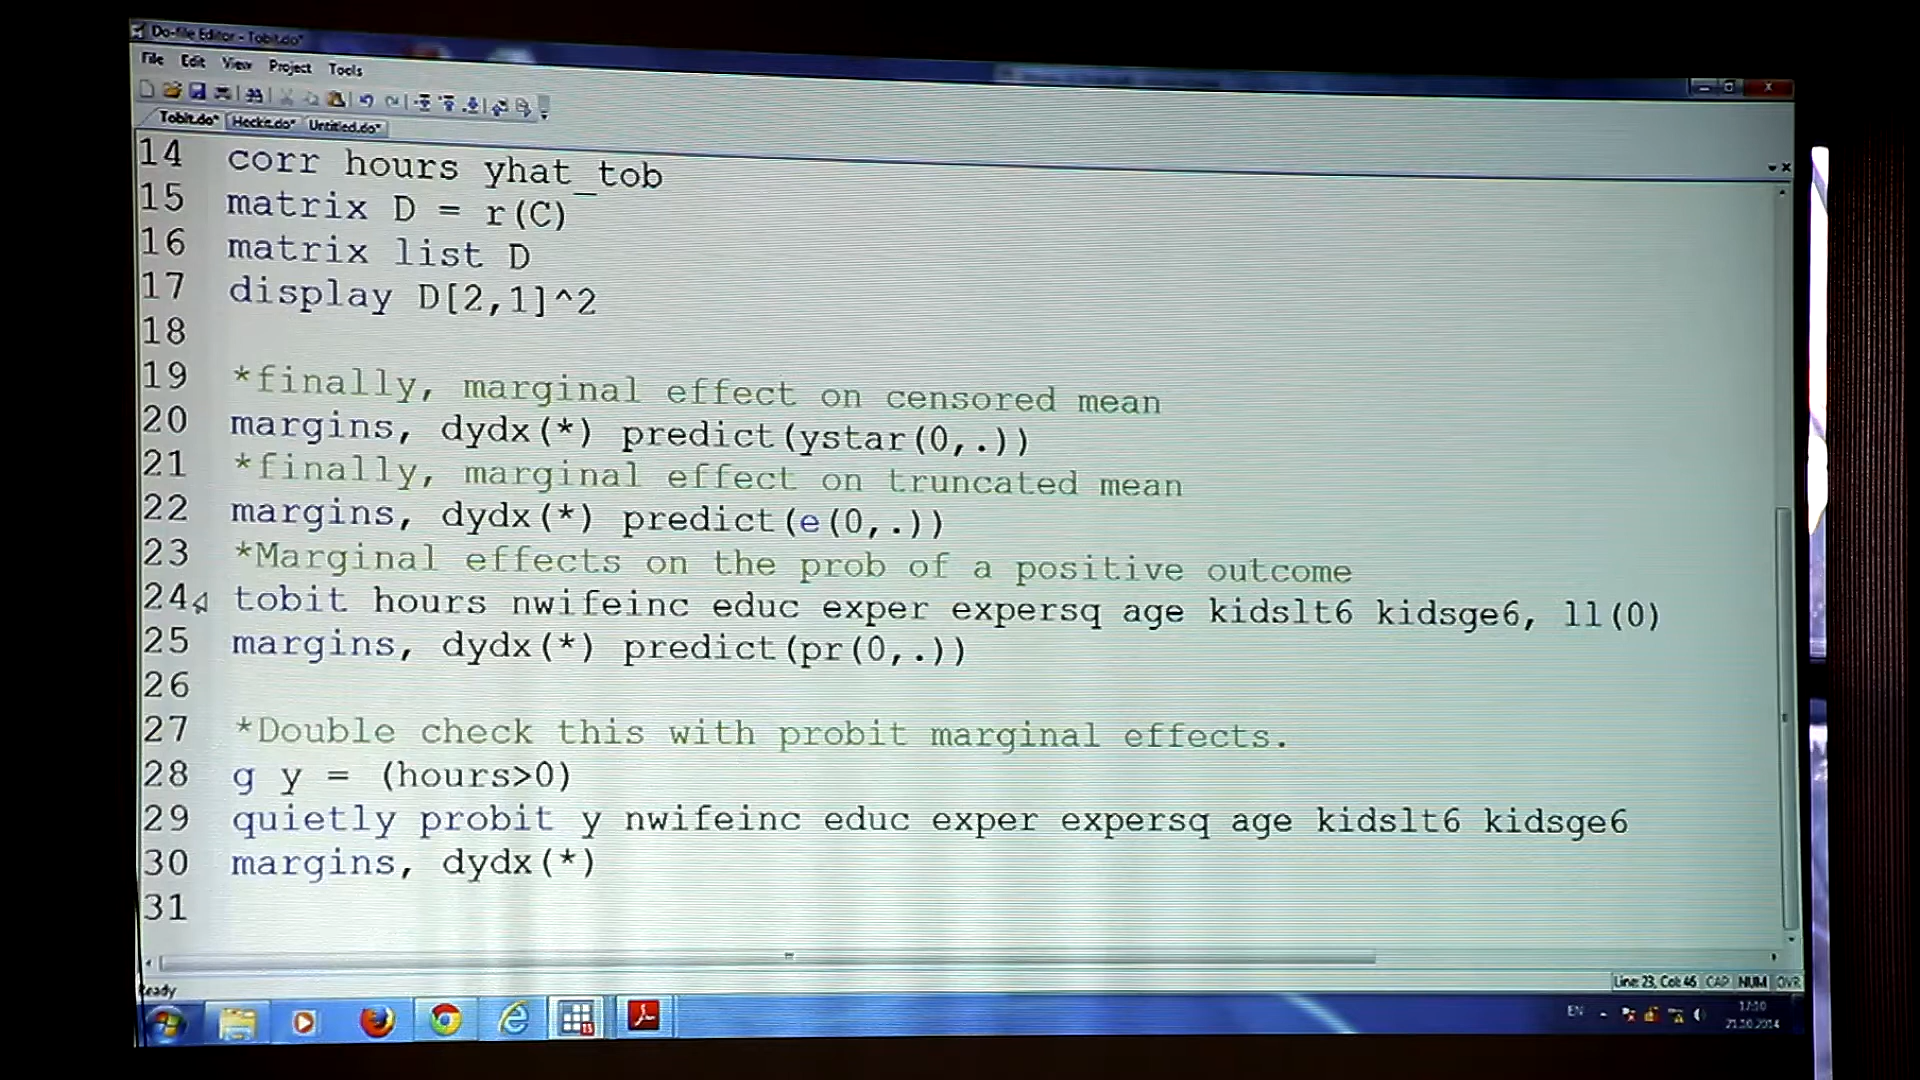 Do-file Editor - Tobit.do*
File Edit View Project Tools
Tobit.do* Heckit.do* Untitled.do*
14 corr hours yhat_tob
15 matrix D = r(C)
16 matrix list D
17 display D[2,1]^2
18
19 *finally, marginal effect on censored mean
20 margins, dydx(*) predict(ystar(0,.))
21 *finally, marginal effect on truncated mean
22 margins, dydx(*) predict(e(0,.))
23 *Marginal effects on the prob of a positive outcome
24 tobit hours nwifeinc educ exper expersq age kidslt6 kidsge6, ll(0)
25 margins, dydx(*) predict(pr(0,.))
26
27 *Double check this with probit marginal effects.
28 g y = (hours>0)
29 quietly probit y nwifeinc educ exper expersq age kidslt6 kidsge6
30 margins, dydx(*)
31
Ready
Line: 23, Col: 46 CAP NUM OVR
EN
17:10
21.10.2014